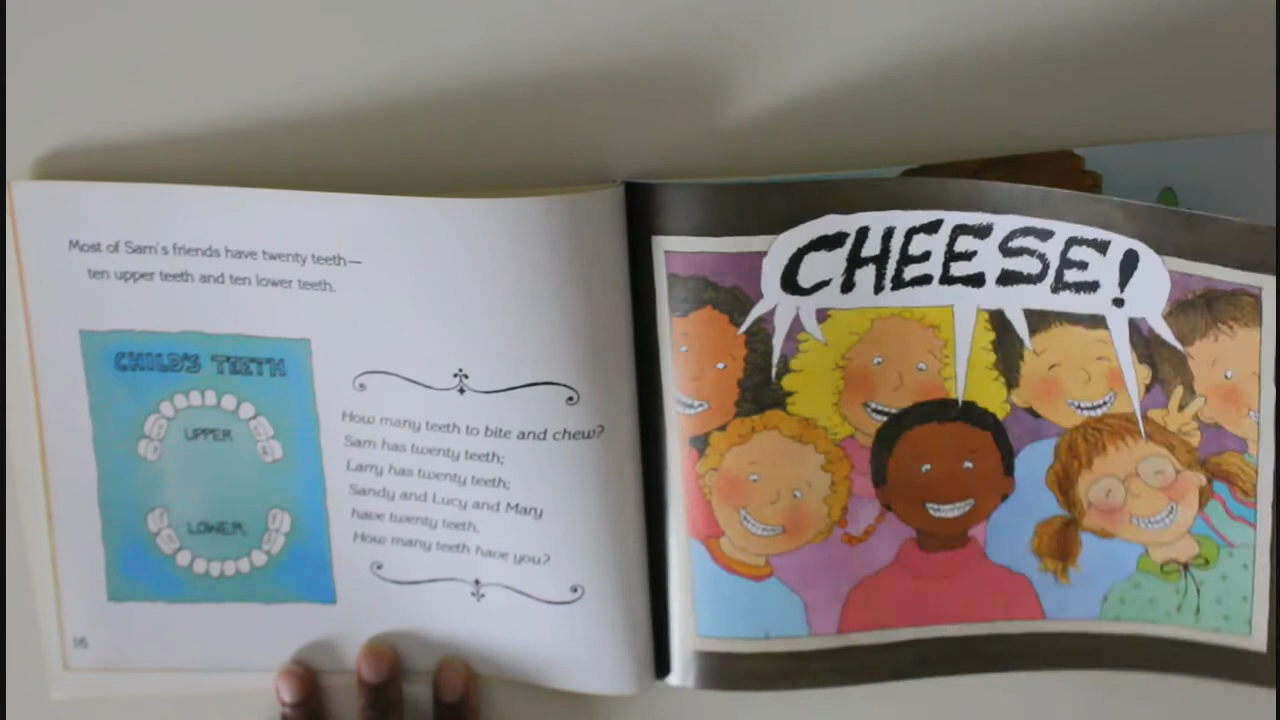 Most of Sam's friends have twenty teeth—
ten upper teeth and ten lower teeth.
CHILD'S TEETH
UPPER
LOWER
How many teeth to bite and chew?
Sam has twenty teeth;
Larry has twenty teeth;
Sandy and Lucy and Mary
have twenty teeth.
How many teeth have you?
16
CHEESE!